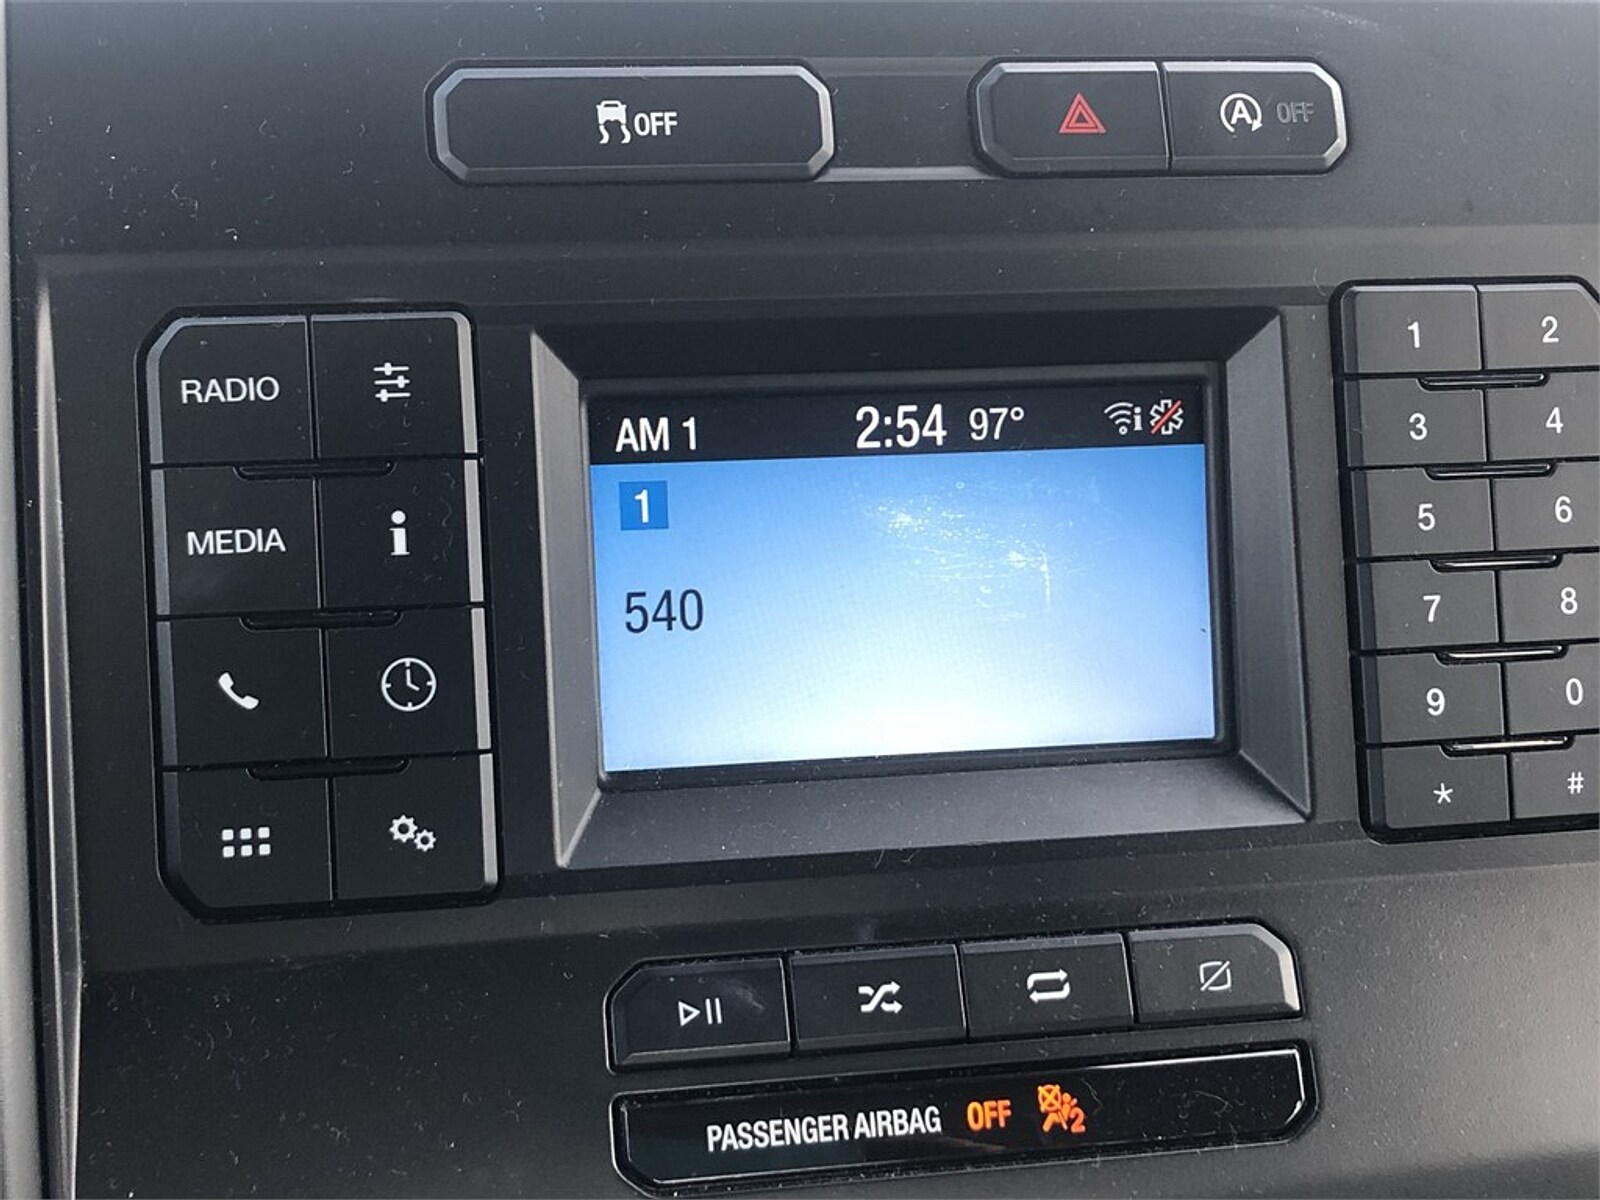 OFF
A OFF
RADIO
MEDIA
i
AM 1 2:54 97° i
1
540
1 2
3 4
5 6
7 8
9 0
* #
PASSENGER AIRBAG OFF 2